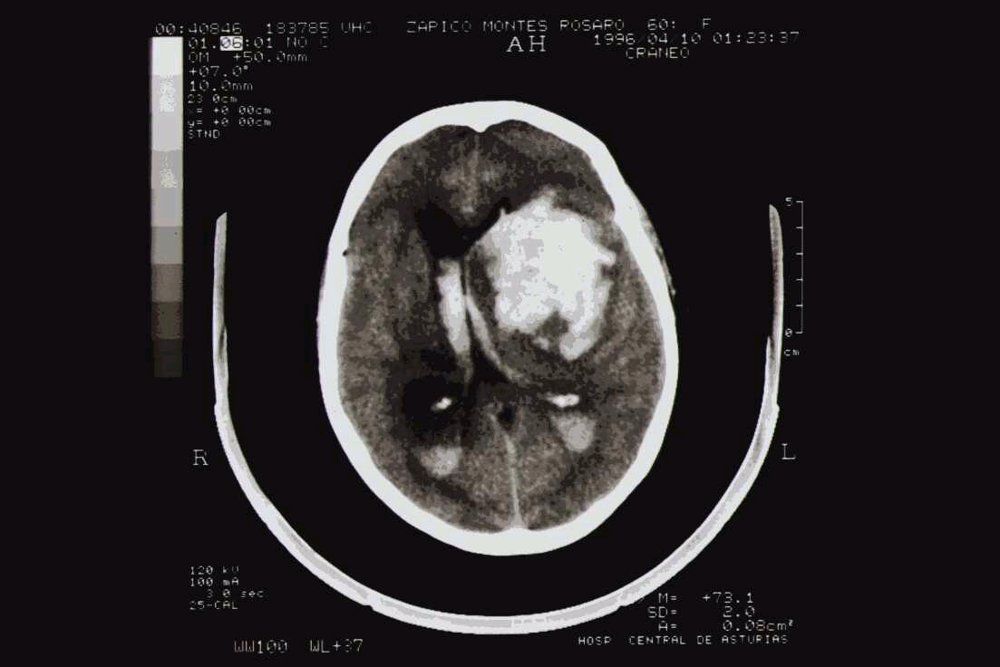 00:40846 183785 UHC ZAPICO MONTES ROSARO 60: F
01.06:01 NO C AH 1996/04/10 01:23:37
OM +50.0mm CRANEO
+07.0°
10.0mm
23 0cm
x= +0 00cm
y= +0 00cm
STND
5
0
cm
R L
120 kV
100 mA
3.0 sec
25-CAL
M= +73.1
SD= 2.0
A= 0.08cm²
WW100 WL+37
HOSP CENTRAL DE ASTURIAS